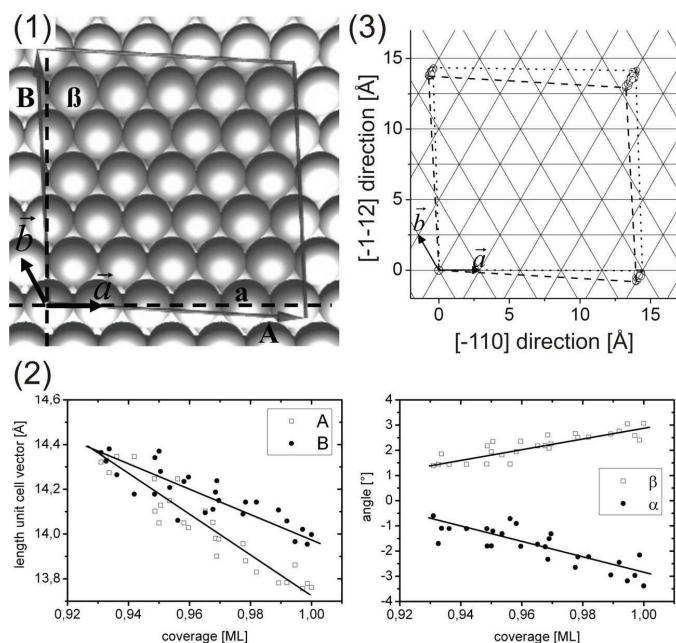 (1)
B
ß
b
a
a
A
(3)
[-1-12] direction [Å]
15
10
5
0
b
a
0 5 10 15
[-110] direction [Å]
(2)
length unit cell vector [Å]
14,6
14,4
14,2
14,0
13,8
A
B
0,92 0,94 0,96 0,98 1,00
coverage [ML]
angle [°]
4
3
2
1
0
-1
-2
-3
-4
β
α
0,92 0,94 0,96 0,98 1,00
coverage [ML]